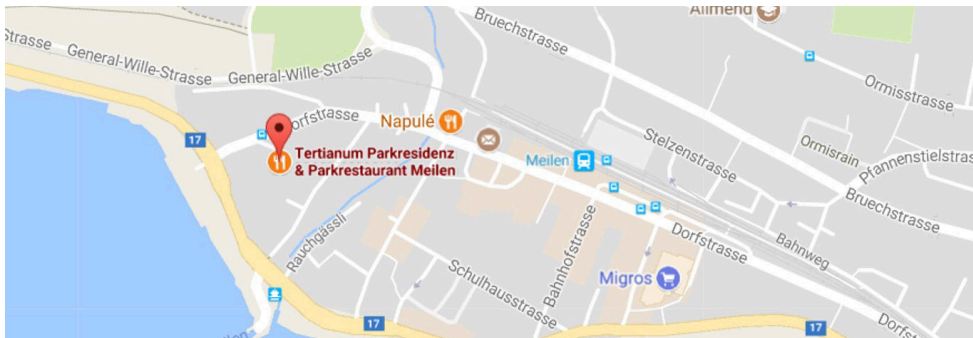 Allmend
Strasse
General-Wille-Strasse
General-Wille-Strasse
Bruechstrasse
Ormisstrasse
17
Dorfstrasse
Napulé
Stelzenstrasse
Ormisrain
Pfannenstielstras
Tertianum Parkresidenz
& Parkrestaurant Meilen
Meilen
Bruechstrasse
Rauchgässli
Bahnhofstrasse
Dorfstrasse
Bahnweg
Schulhausstrasse
Migros
17
17
Dorfst